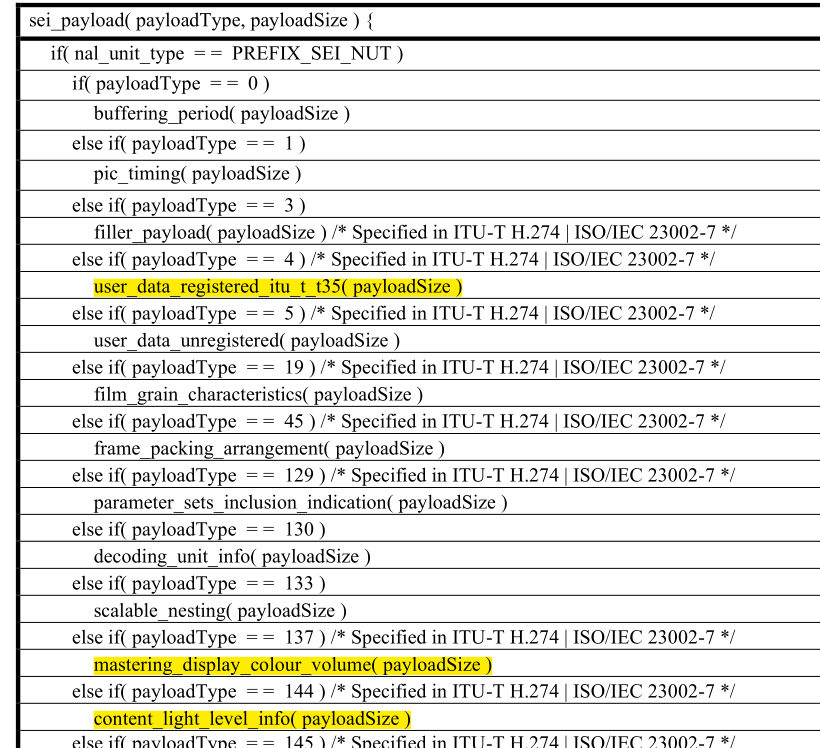 sei_payload( payloadType, payloadSize ) {
if( nal_unit_type = = PREFIX_SEI_NUT )
if( payloadType = = 0 )
buffering_period( payloadSize )
else if( payloadType = = 1 )
pic_timing( payloadSize )
else if( payloadType = = 3 )
filler_payload( payloadSize ) /* Specified in ITU-T H.274 | ISO/IEC 23002-7 */
else if( payloadType = = 4 ) /* Specified in ITU-T H.274 | ISO/IEC 23002-7 */
user_data_registered_itu_t_t35( payloadSize )
else if( payloadType = = 5 ) /* Specified in ITU-T H.274 | ISO/IEC 23002-7 */
user_data_unregistered( payloadSize )
else if( payloadType = = 19 ) /* Specified in ITU-T H.274 | ISO/IEC 23002-7 */
film_grain_characteristics( payloadSize )
else if( payloadType = = 45 ) /* Specified in ITU-T H.274 | ISO/IEC 23002-7 */
frame_packing_arrangement( payloadSize )
else if( payloadType = = 129 ) /* Specified in ITU-T H.274 | ISO/IEC 23002-7 */
parameter_sets_inclusion_indication( payloadSize )
else if( payloadType = = 130 )
decoding_unit_info( payloadSize )
else if( payloadType = = 133 )
scalable_nesting( payloadSize )
else if( payloadType = = 137 ) /* Specified in ITU-T H.274 | ISO/IEC 23002-7 */
mastering_display_colour_volume( payloadSize )
else if( payloadType = = 144 ) /* Specified in ITU-T H.274 | ISO/IEC 23002-7 */
content_light_level_info( payloadSize )
else if( payloadType = = 145 ) /* Specified in ITU-T H.274 | ISO/IEC 23002-7 */